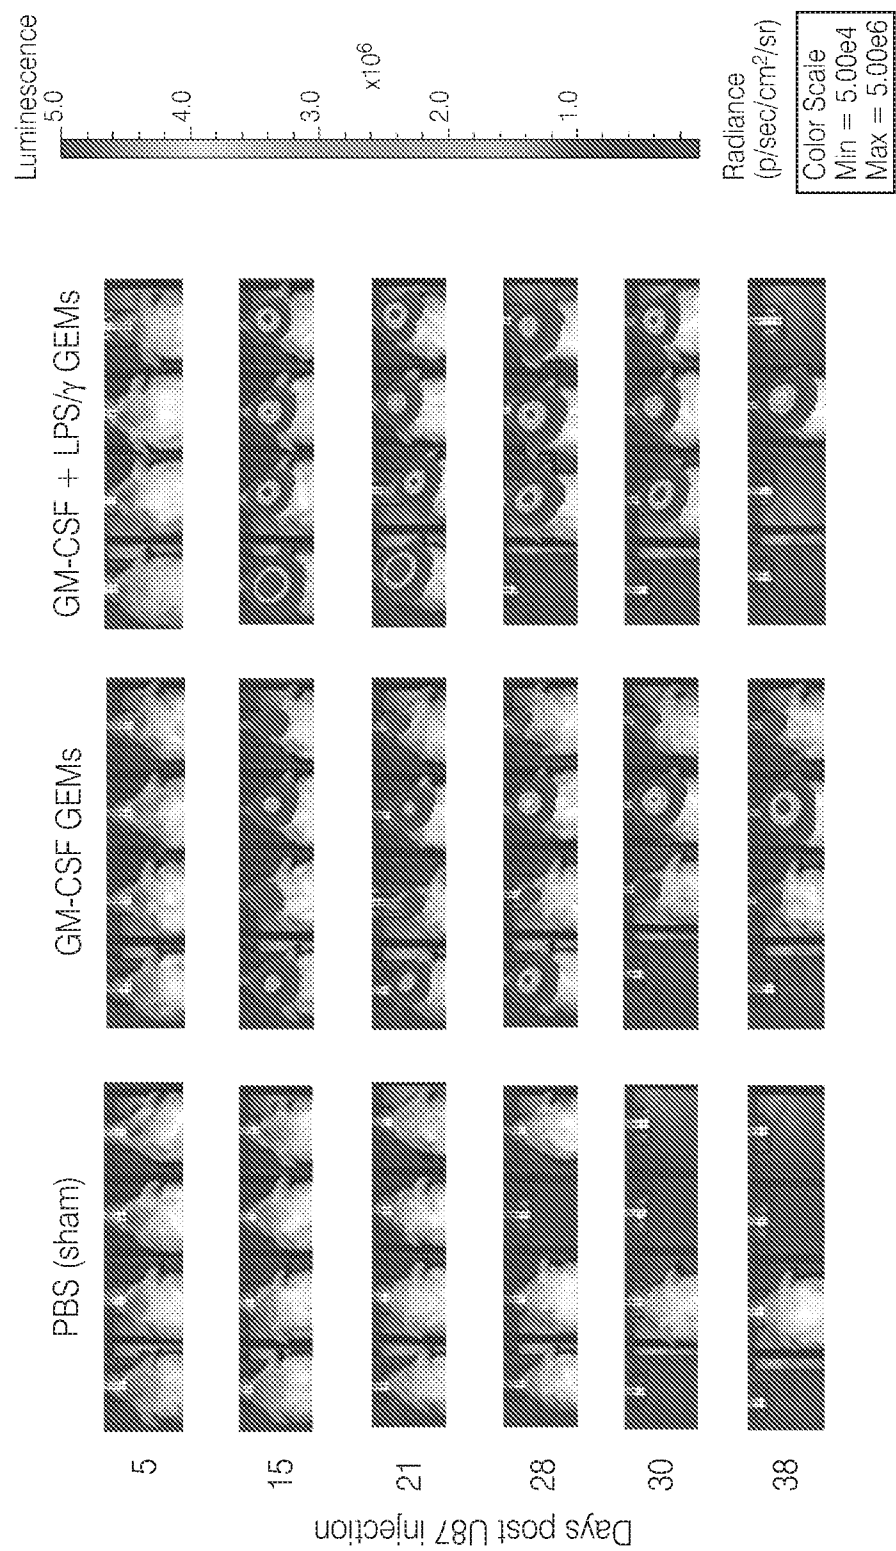 PBS (sham)
GM-CSF GEMs
GM-CSF + LPS/γ GEMs
Days post U87 injection
5
15
21
28
30
38
Luminescence
5.0
4.0
3.0
x10⁶
2.0
1.0
Radiance
(p/sec/cm²/sr)
Color Scale
Min = 5.00e4
Max = 5.00e6